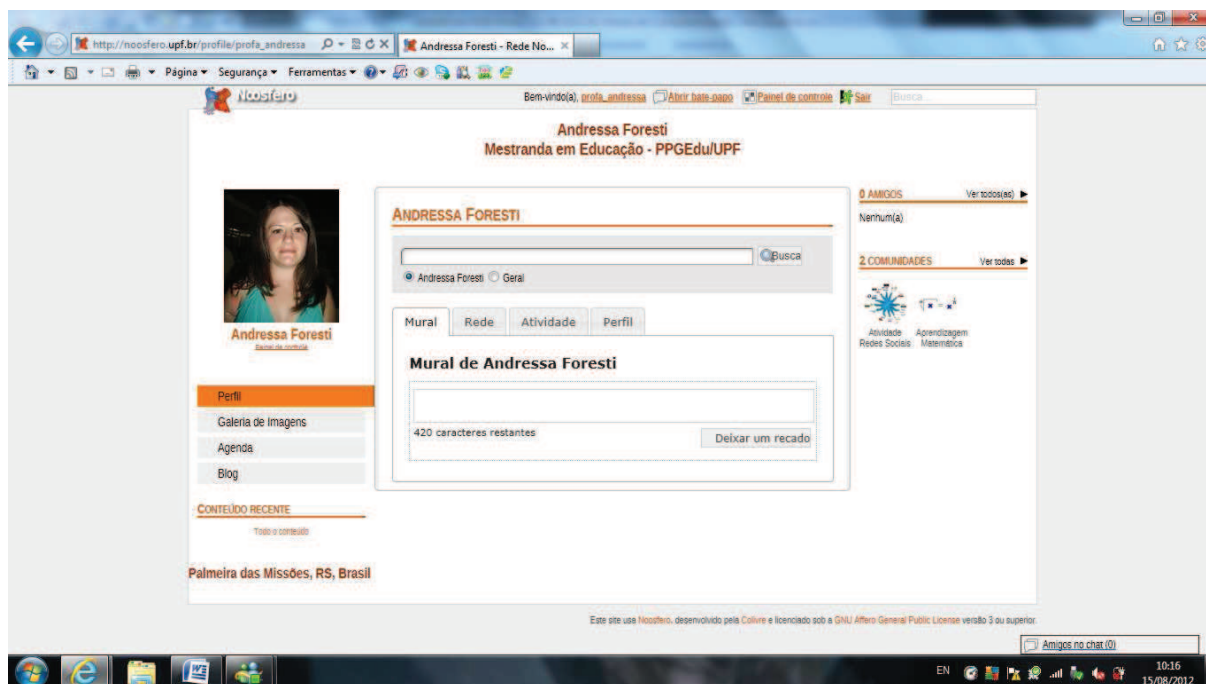 http://noosfero.upf.br/profile/profa_andressa
Andressa Foresti - Rede No...
Página Segurança Ferramentas
Noosfero
Bem-vindo(a), profa_andressa Abrir bate-papo Painel de controle Sair Busca
Andressa Foresti
Mestranda em Educação - PPGEdu/UPF
ANDRESSA FORESTI
Busca
Andressa Foresti Geral
Mural Rede Atividade Perfil
Mural de Andressa Foresti
420 caracteres restantes
Deixar um recado
Andressa Foresti
Painel de controle
Perfil
Galeria de Imagens
Agenda
Blog
CONTEÚDO RECENTE
Todo o conteúdo
Palmeira das Missões, RS, Brasil
0 AMIGOS Ver todos(as)
Nenhum(a)
2 COMUNIDADES Ver todas
Atividade Redes Sociais
Aprendizagem Matemática
Este site usa Noosfero, desenvolvido pela Colivre e licenciado sob a GNU Affero General Public License versão 3 ou superior.
Amigos no chat (0)
EN
10:16
15/08/2012